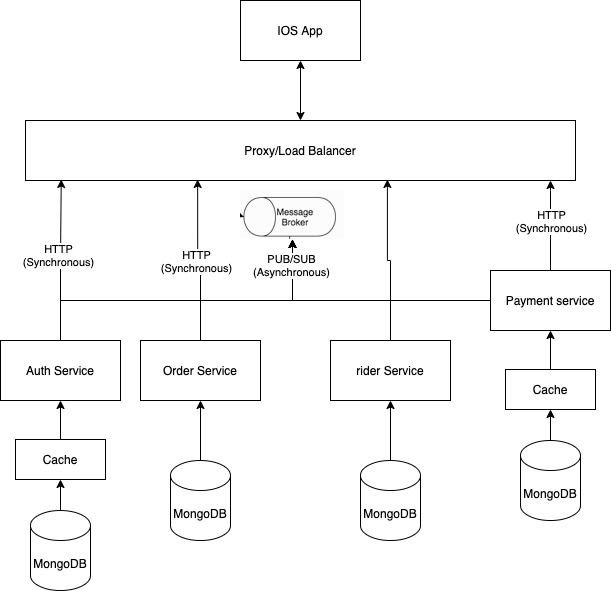 IOS App
Proxy/Load Balancer
Message
Broker
HTTP
(Synchronous)
HTTP
(Synchronous)
PUB/SUB
(Asynchronous)
HTTP
(Synchronous)
Payment service
Auth Service
Order Service
rider Service
Cache
Cache
MongoDB
MongoDB
MongoDB
MongoDB